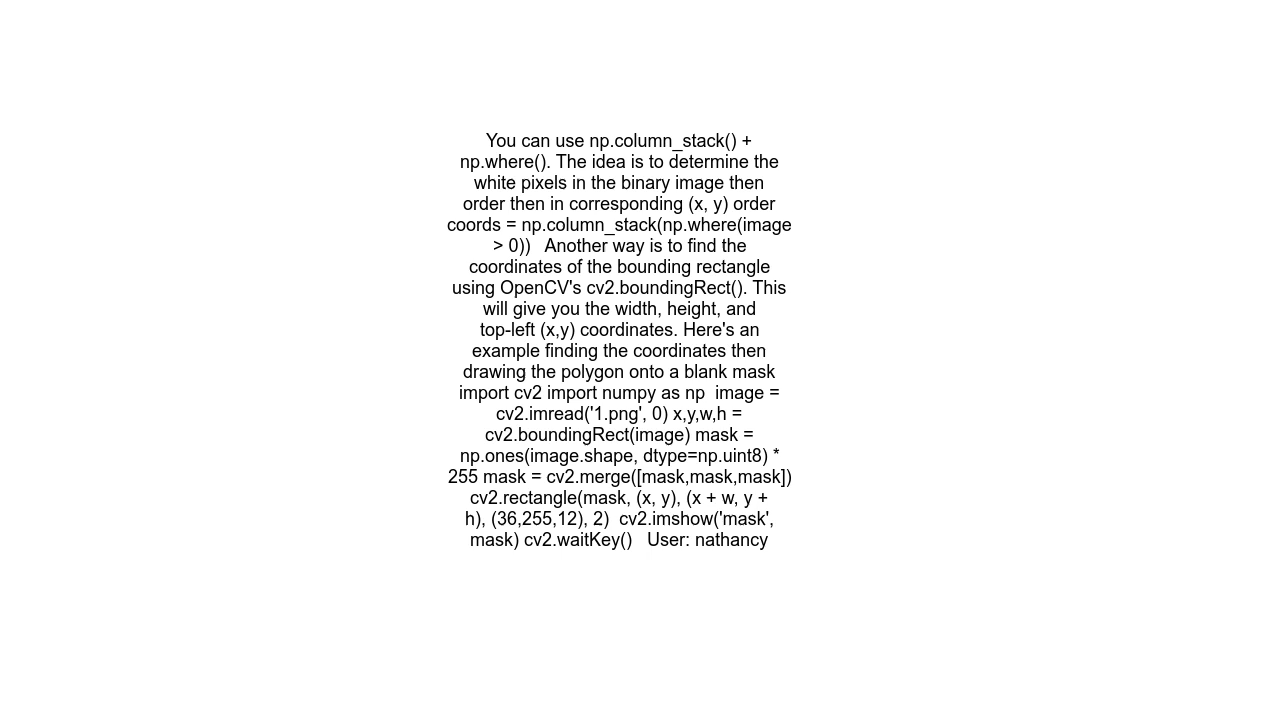 You can use np.column_stack() +
np.where(). The idea is to determine the
white pixels in the binary image then
order then in corresponding (x, y) order
coords = np.column_stack(np.where(image
> 0))   Another way is to find the
coordinates of the bounding rectangle
using OpenCV's cv2.boundingRect(). This
will give you the width, height, and
top-left (x,y) coordinates. Here's an
example finding the coordinates then
drawing the polygon onto a blank mask
import cv2 import numpy as np  image =
cv2.imread('1.png', 0) x,y,w,h =
cv2.boundingRect(image) mask =
np.ones(image.shape, dtype=np.uint8) *
255 mask = cv2.merge([mask,mask,mask])
cv2.rectangle(mask, (x, y), (x + w, y +
h), (36,255,12), 2)  cv2.imshow('mask',
mask) cv2.waitKey()   User: nathancy